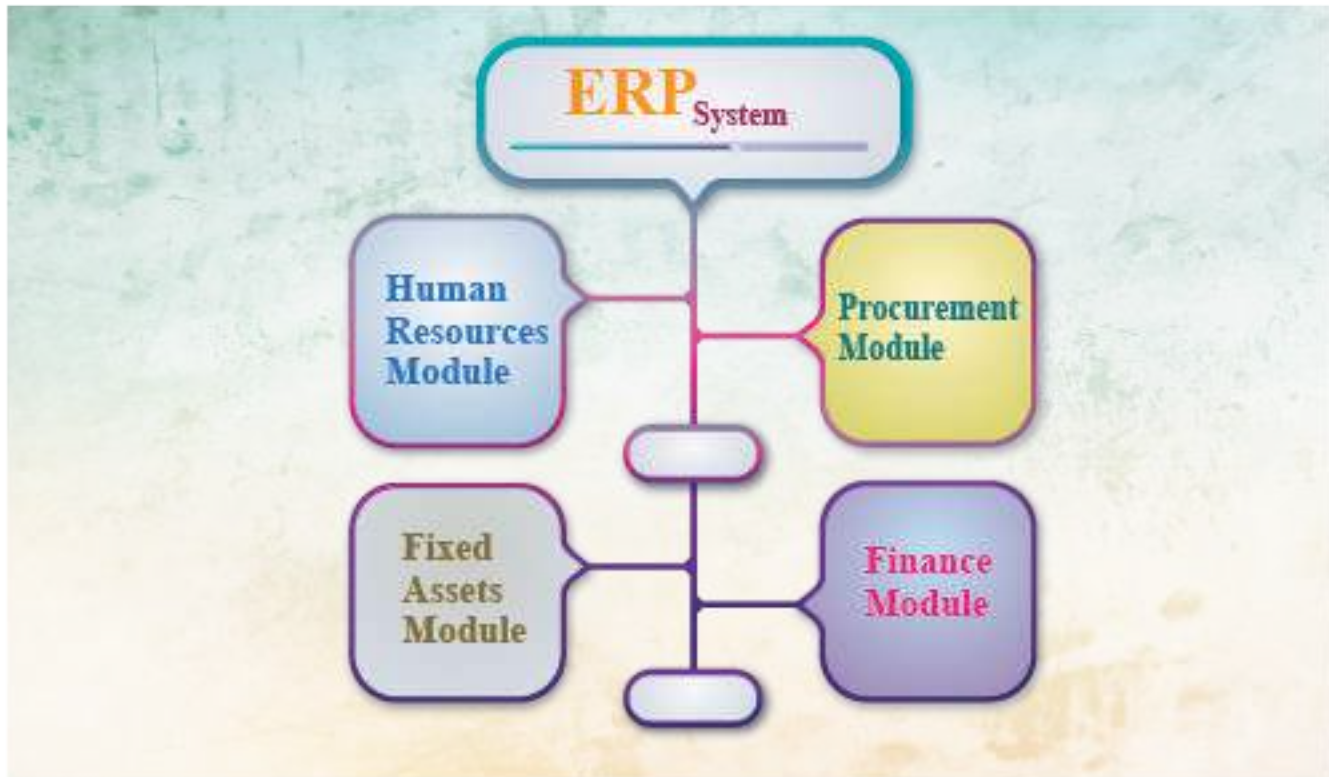 ERP System
Human
Resources
Module
Procurement
Module
Fixed
Assets
Module
Finance
Module